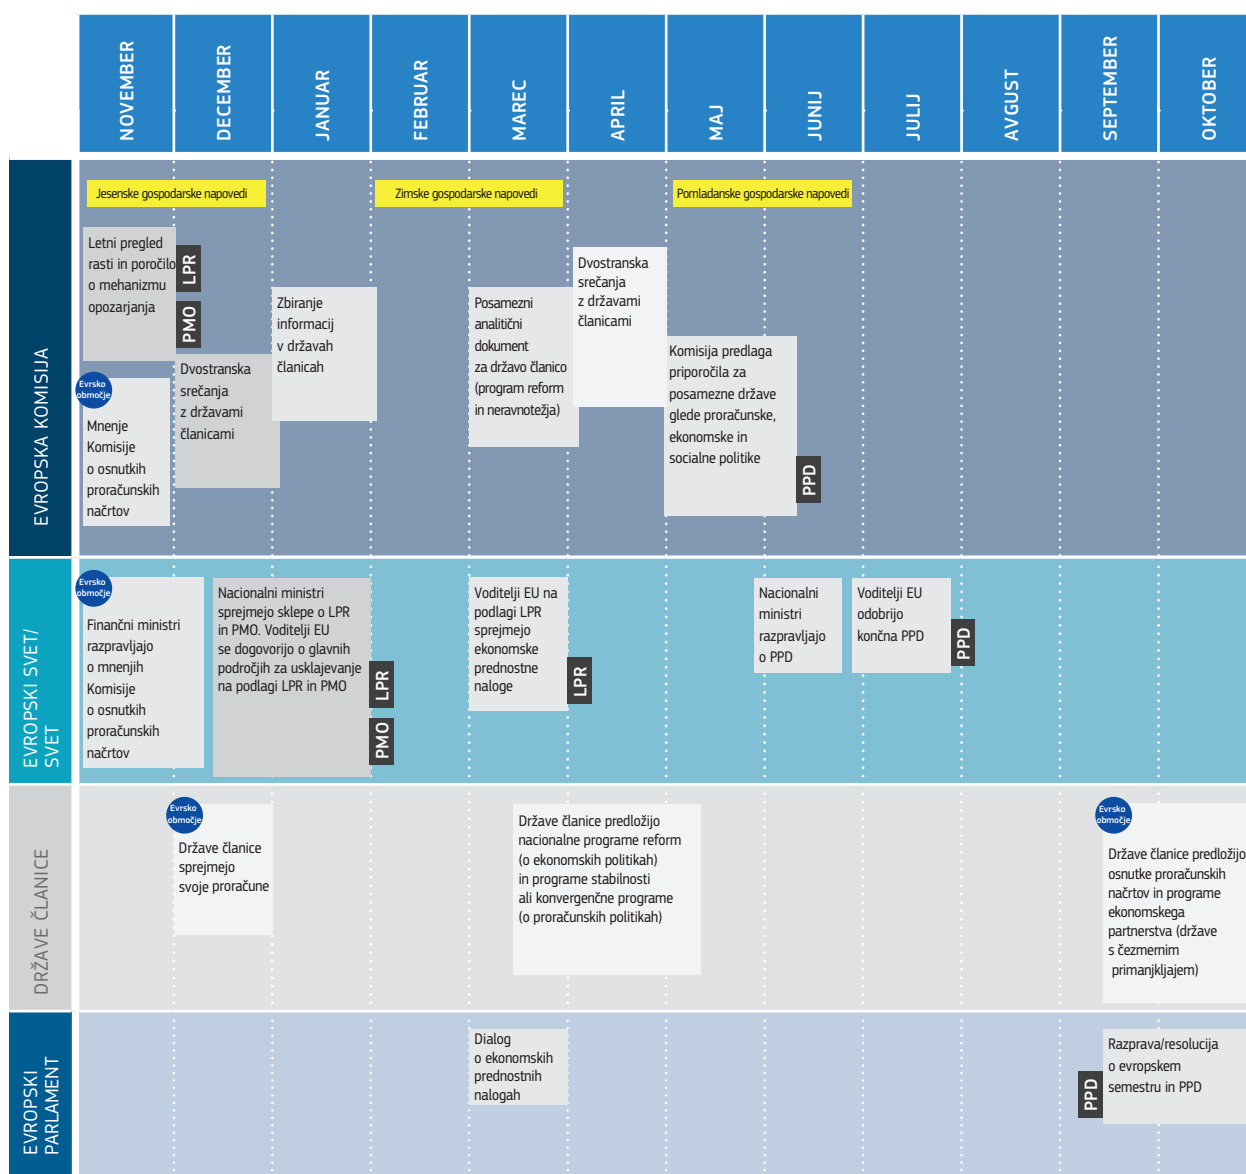 NOVEMBER
DECEMBER
JANUAR
FEBRUAR
MAREC
APRIL
MAJ
JUNIJ
JULIJ
AVGUST
SEPTEMBER
OKTOBER
EVROPSKA KOMISIJA
Jesenske gospodarske napovedi
Zimske gospodarske napovedi
Pomladanske gospodarske napovedi
Letni pregled
rasti in poročilo
o mehanizmu
opozarjanja
LPR
PMO
Evrsko
območje
Mnenje
Komisije
o osnutkih
proračunskih
načrtov
Dvostranska
srečanja
z državami
članicami
Zbiranje
informacij
v državah
članicah
Posamezni
analitični
dokument
za državo članico
(program reform
in neravnotežja)
Dvostranska
srečanja
z državami
članicami
Komisija predlaga
priporočila za
posamezne države
glede proračunske,
ekonomske in
socialne politike
PPD
EVROPSKI SVET/
SVET
Evrsko
območje
Finančni ministri
razpravljajo
o mnenjih
Komisije
o osnutkih
proračunskih
načrtov
Nacionalni ministri
sprejmejo sklepe o LPR
in PMO. Voditelji EU
se dogovorijo o glavnih
področjih za usklajevanje
na podlagi LPR in PMO
LPR
PMO
Voditelji EU na
podlagi LPR
sprejmejo
ekonomske
prednostne
naloge
LPR
Nacionalni
ministri
razpravljajo
o PPD
Voditelji EU
odobrijo
končna PPD
PPD
DRŽAVE ČLANICE
Evrsko
območje
Države članice
sprejmejo
svoje proračune
Države članice predložijo
nacionalne programe reform
(o ekonomskih politikah)
in programe stabilnosti
ali konvergenčne programe
(o proračunskih politikah)
Evrsko
območje
Države članice predložijo
osnutke proračunskih
načrtov in programe
ekonomskega
partnerstva (države
s čezmernim
primanjkljajem)
EVROPSKI
PARLAMENT
Dialog
o ekonomskih
prednostnih
nalogah
PPD
Razprava/resolucija
o evropskem
semestru in PPD